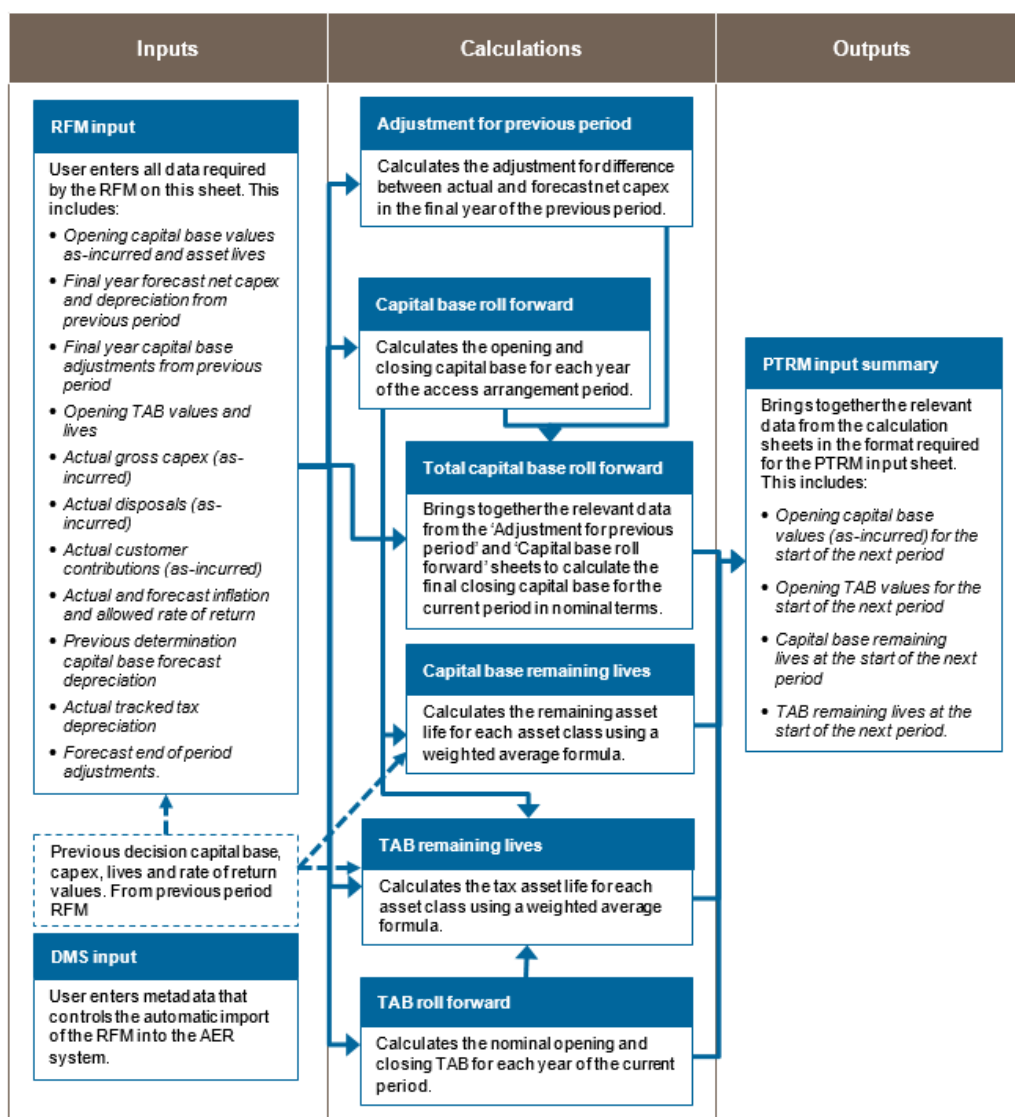 Inputs
Calculations
Outputs
RFM input
User enters all data required
by the RFM on this sheet. This
includes:
• Opening capital base values
as-incurred and asset lives
• Final year forecast net capex
and depreciation from
previous period
• Final year capital base
adjustments from previous
period
• Opening TAB values and
lives
• Actual gross capex (as-
incurred)
• Actual disposals (as-
incurred)
• Actual customer
contributions (as-incurred)
• Actual and forecast inflation
and allowed rate of return
• Previous determination
capital base forecast
depreciation
• Actual tracked tax
depreciation
• Forecast end of period
adjustments.
Previous decision capital base,
capex, lives and rate of return
values. From previous period
RFM
DMS input
User enters metadata that
controls the automatic import
of the RFM into the AER
system.
Adjustment for previous period
Calculates the adjustment for difference
between actual and forecast net capex
in the final year of the previous period.
Capital base roll forward
Calculates the opening and
closing capital base for each year
of the access arrangement period.
Total capital base roll forward
Brings together the relevant data
from the ‘Adjustment for previous
period’ and ‘Capital base roll
forward’ sheets to calculate the
final closing capital base for the
current period in nominal terms.
Capital base remaining lives
Calculates the remaining asset
life for each asset class using a
weighted average formula.
TAB remaining lives
Calculates the tax asset life for each
asset class using a weighted average
formula.
TAB roll forward
Calculates the nominal opening and
closing TAB for each year of the current
period.
PTRM input summary
Brings together the relevant
data from the calculation
sheets in the format required
for the PTRM input sheet.
This includes:
• Opening capital base
values (as-incurred) for the
start of the next period
• Opening TAB values for the
start of the next period
• Capital base remaining
lives at the start of the next
period
• TAB remaining lives at the
start of the next period.